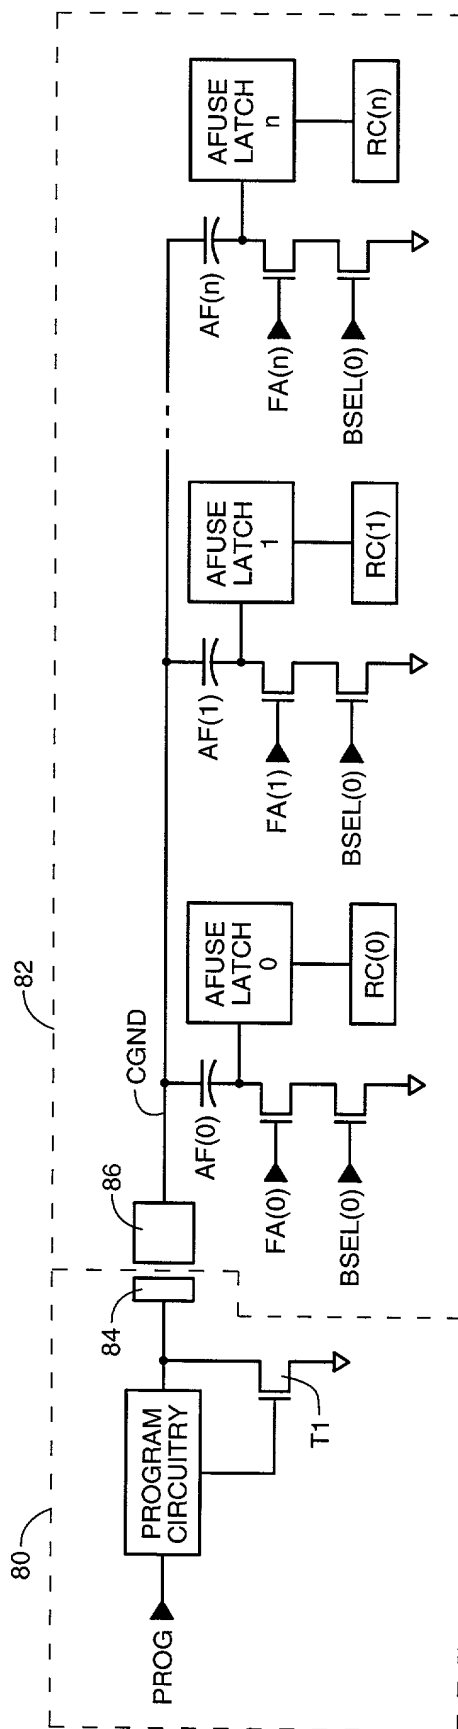 80
82
PROG
PROGRAM
CIRCUITRY
T1
84
86
CGND
AF(0)
AFUSE
LATCH
0
RC(0)
FA(0)
BSEL(0)
AF(1)
AFUSE
LATCH
1
RC(1)
FA(1)
BSEL(0)
AF(n)
AFUSE
LATCH
n
RC(n)
FA(n)
BSEL(0)